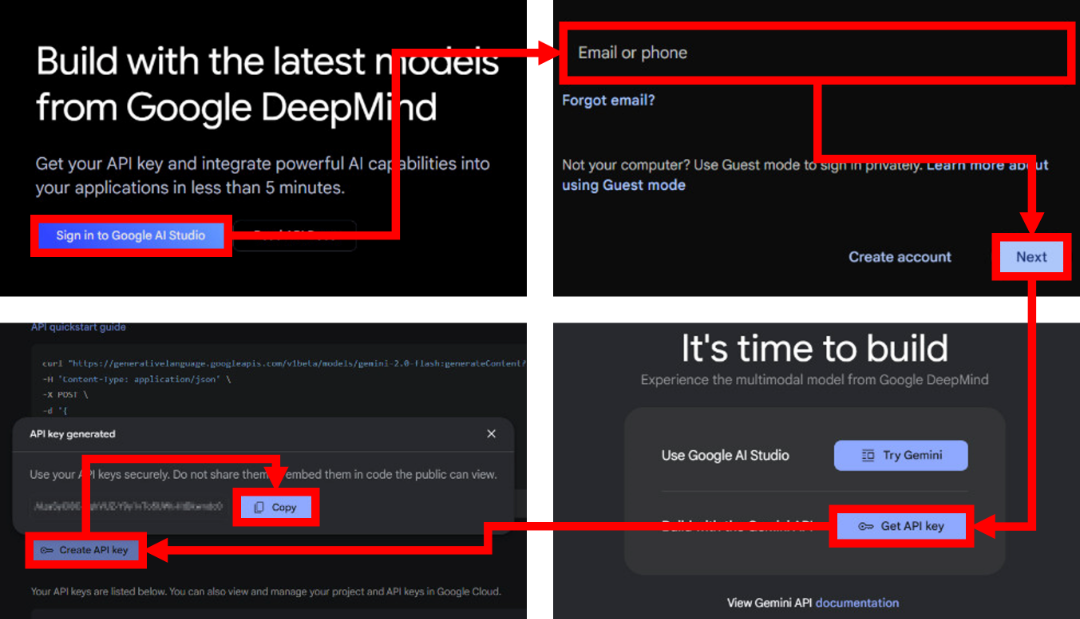 Build with the latest models
from Google DeepMind
Get your API key and integrate powerful AI capabilities into
your applications in less than 5 minutes.
Sign in to Google AI Studio
Email or phone
Forgot email?
Not your computer? Use Guest mode to sign in privately. Learn more about
using Guest mode
Create account
Next
API quickstart guide
curl "https://generativelanguage.googleapis.com/v1beta/models/gemini-2.0-flash:generateContent?
-H 'Content-Type: application/json' \
-X POST \
-d '{
API key generated
Use your API keys securely. Do not share them or embed them in code the public can view.
Copy
Create API key
Your API keys are listed below. You can also view and manage your project and API keys in Google Cloud.
It's time to build
Experience the multimodal model from Google DeepMind
Use Google AI Studio
Try Gemini
Build with the Gemini API
Get API key
View Gemini API documentation